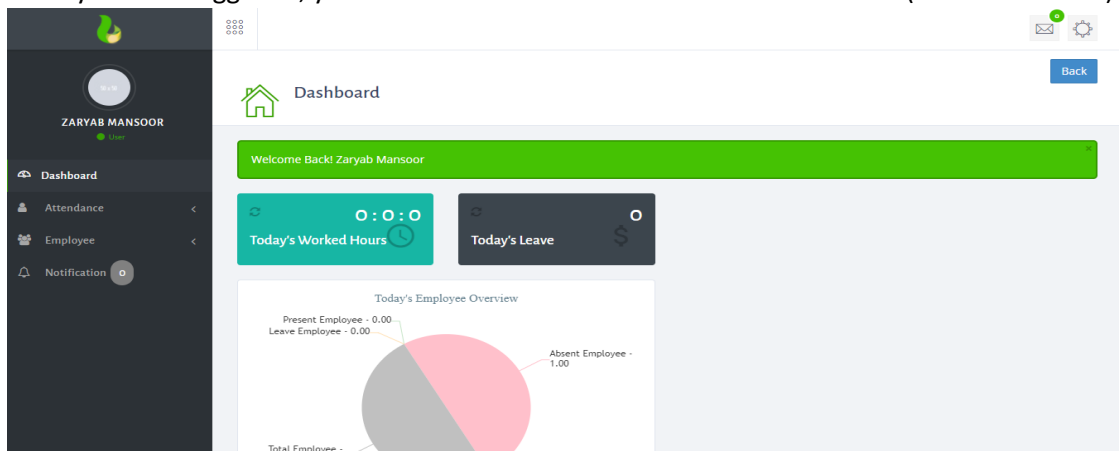 Back
Dashboard
ZARYAB MANSOOR
User
Welcome Back! Zaryab Mansoor
Dashboard
Attendance
Employee
Notification 0
0 : 0 : 0
Today's Worked Hours
0
Today's Leave
Today's Employee Overview
Present Employee - 0.00
Leave Employee - 0.00
Absent Employee -
1.00
Total Employee -